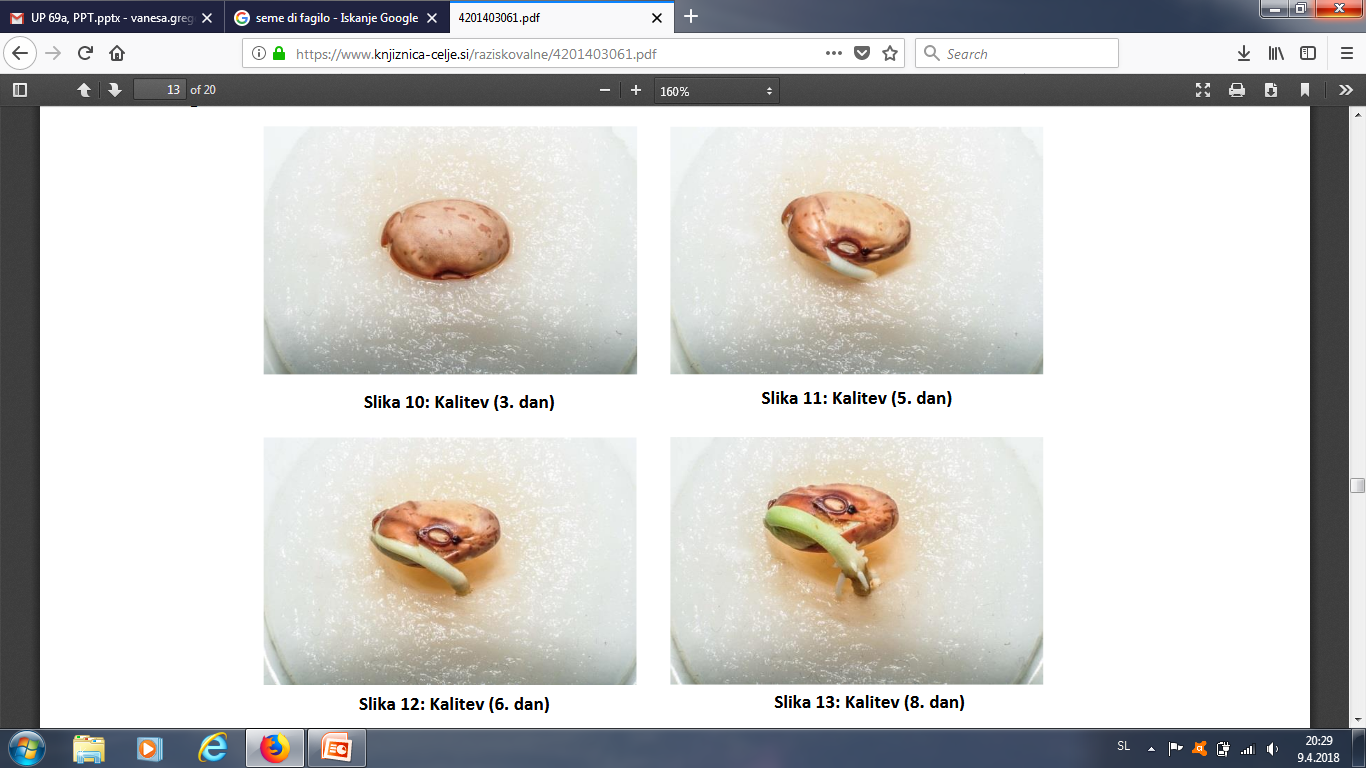 UP 69a, PPT.pptx - vanesa.greg
seme di fagilo - Iskanje Google
4201403061.pdf
https://www.knjiznica-celje.si/raziskovalne/4201403061.pdf
Search
13 of 20
160%
Slika 10: Kalitev (3. dan)
Slika 11: Kalitev (5. dan)
Slika 12: Kalitev (6. dan)
Slika 13: Kalitev (8. dan)
SL
20:29
9.4.2018